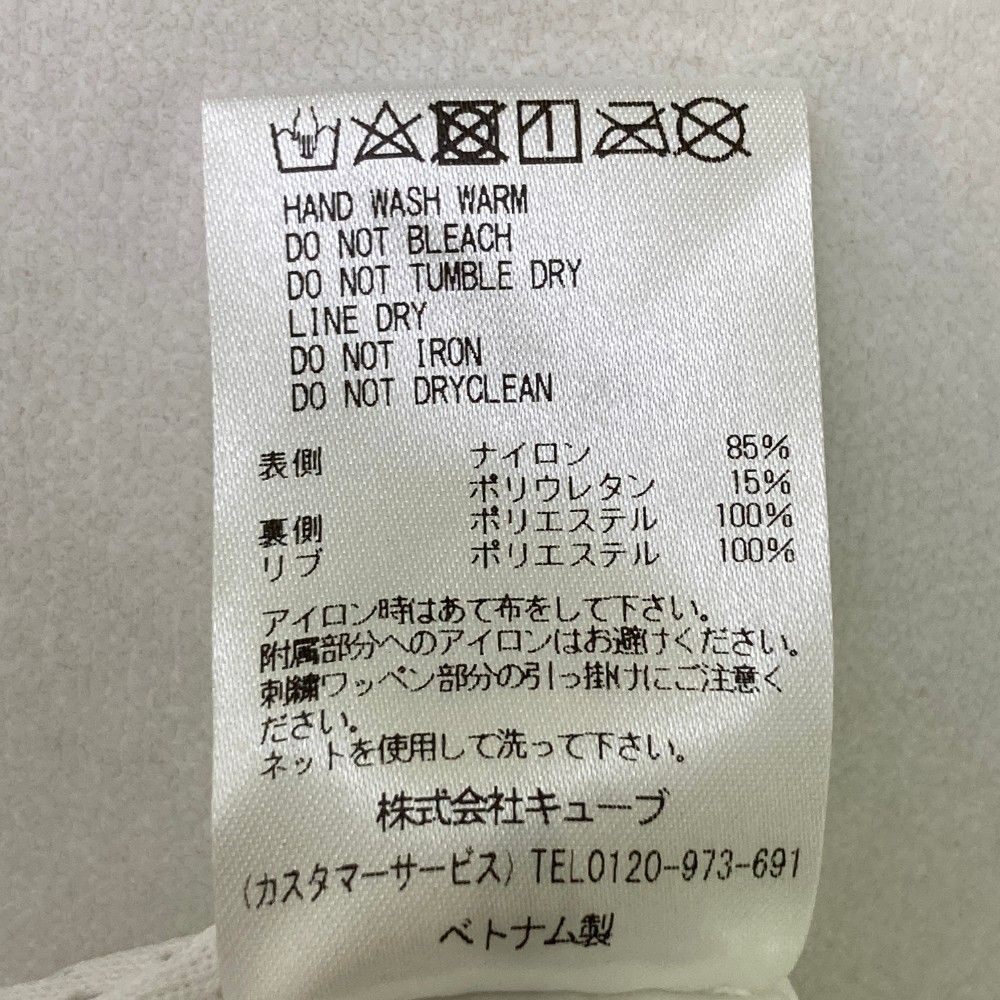 HAND WASH WARM
DO NOT BLEACH
DO NOT TUMBLE DRY
LINE DRY
DO NOT IRON
DO NOT DRYCLEAN
表側 ナイロン 85%
ポリウレタン 15%
裏側 ポリエステル 100%
リブ ポリエステル 100%
アイロン時はあて布をして下さい。
附属部分へのアイロンはお避けください。
刺繍ワッペン部分の引っ掛けにご注意く
ださい。
ネットを使用して洗って下さい。
株式会社キューブ
(カスタマーサービス) TEL0120-973-691
ベトナム製